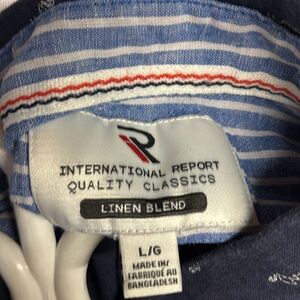 R
INTERNATIONAL REPORT
QUALITY CLASSICS
LINEN BLEND
L/G
MADE IN/
FABRIQUÉ AU
BANGLADESH